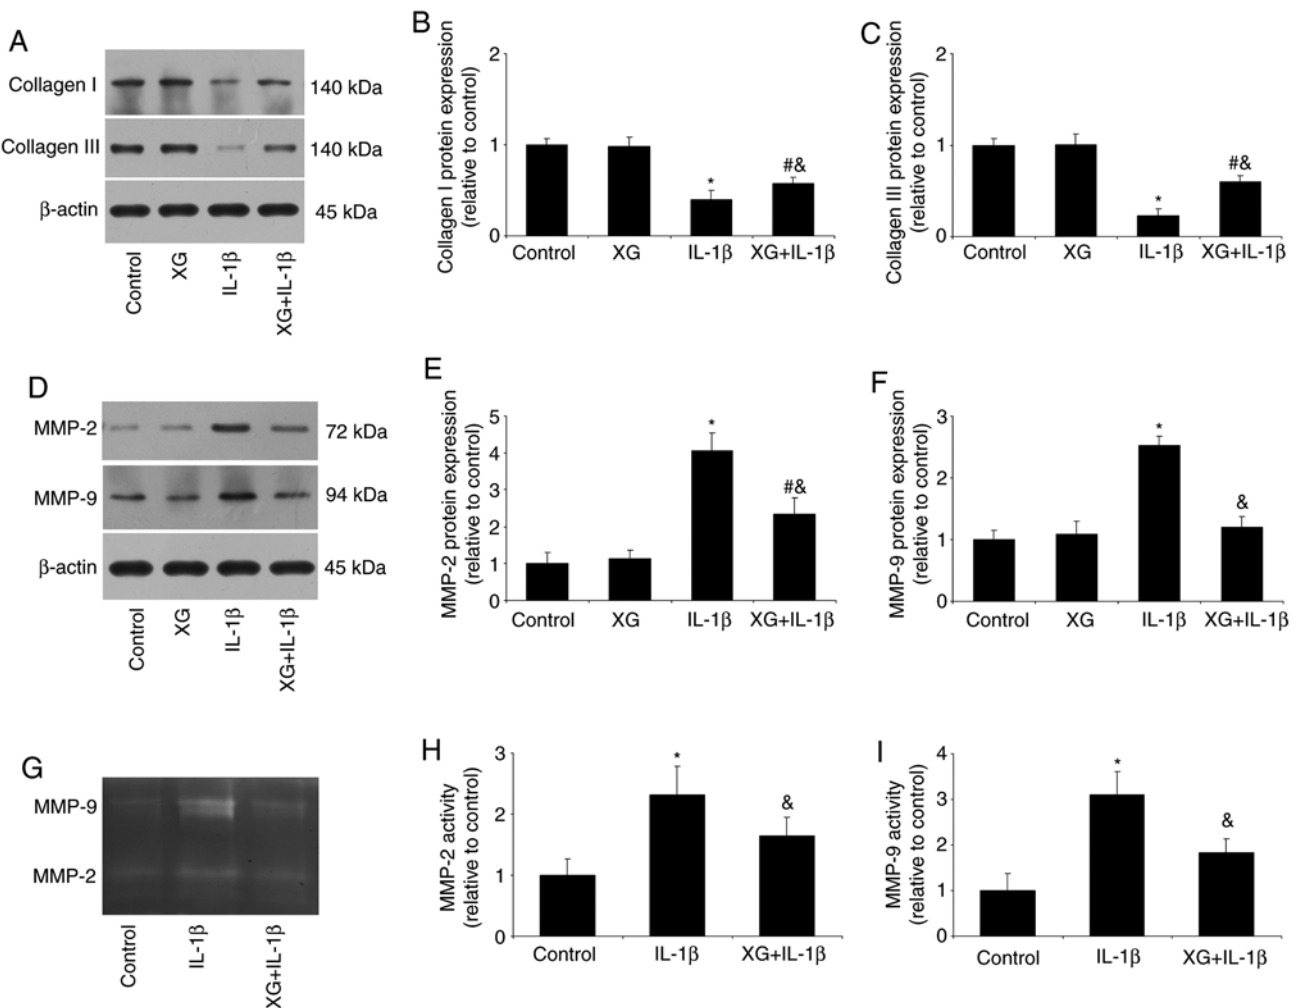 A
Collagen I
140 kDa
Collagen III
140 kDa
β-actin
45 kDa
Control
XG
IL-1β
XG+IL-1β
B
Collagen I protein expression
(relative to control)
2
1
0
*
#&
Control XG IL-1β XG+IL-1β
C
Collagen III protein expression
(relative to control)
2
1
0
*
#&
Control XG IL-1β XG+IL-1β
D
MMP-2
72 kDa
MMP-9
94 kDa
β-actin
45 kDa
Control
XG
IL-1β
XG+IL-1β
E
MMP-2 protein expression
(relative to control)
5
4
3
2
1
0
*
#&
Control XG IL-1β XG+IL-1β
F
MMP-9 protein expression
(relative to control)
3
2
1
0
*
&
Control XG IL-1β XG+IL-1β
G
MMP-9
MMP-2
Control
IL-1β
XG+IL-1β
H
MMP-2 activity
(relative to control)
3
2
1
0
*
&
Control IL-1β XG+IL-1β
I
MMP-9 activity
(relative to control)
4
3
2
1
0
*
&
Control IL-1β XG+IL-1β